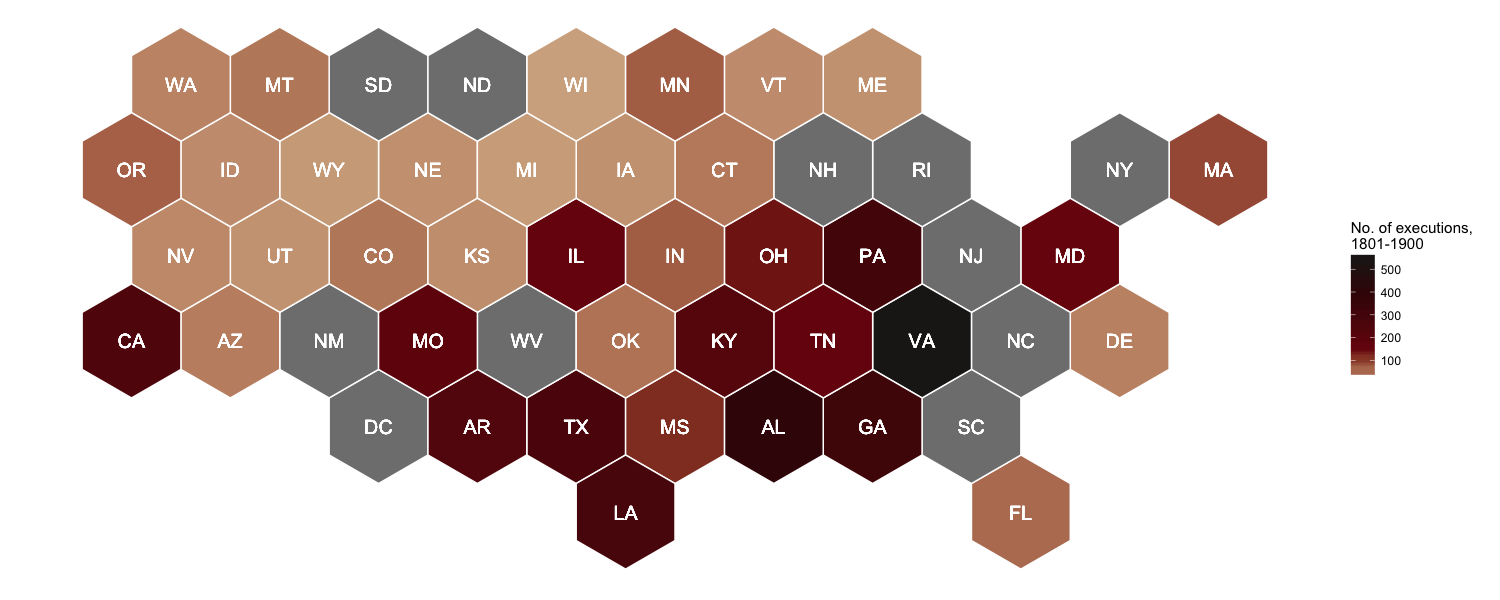 WA MT SD ND WI MN VT ME
OR ID WY NE MI IA CT NH RI NY MA
NV UT CO KS IL IN OH PA NJ MD
CA AZ NM MO WV OK KY TN VA NC DE
DC AR TX MS AL GA SC
LA FL
No. of executions,
1801-1900
500
400
300
200
100